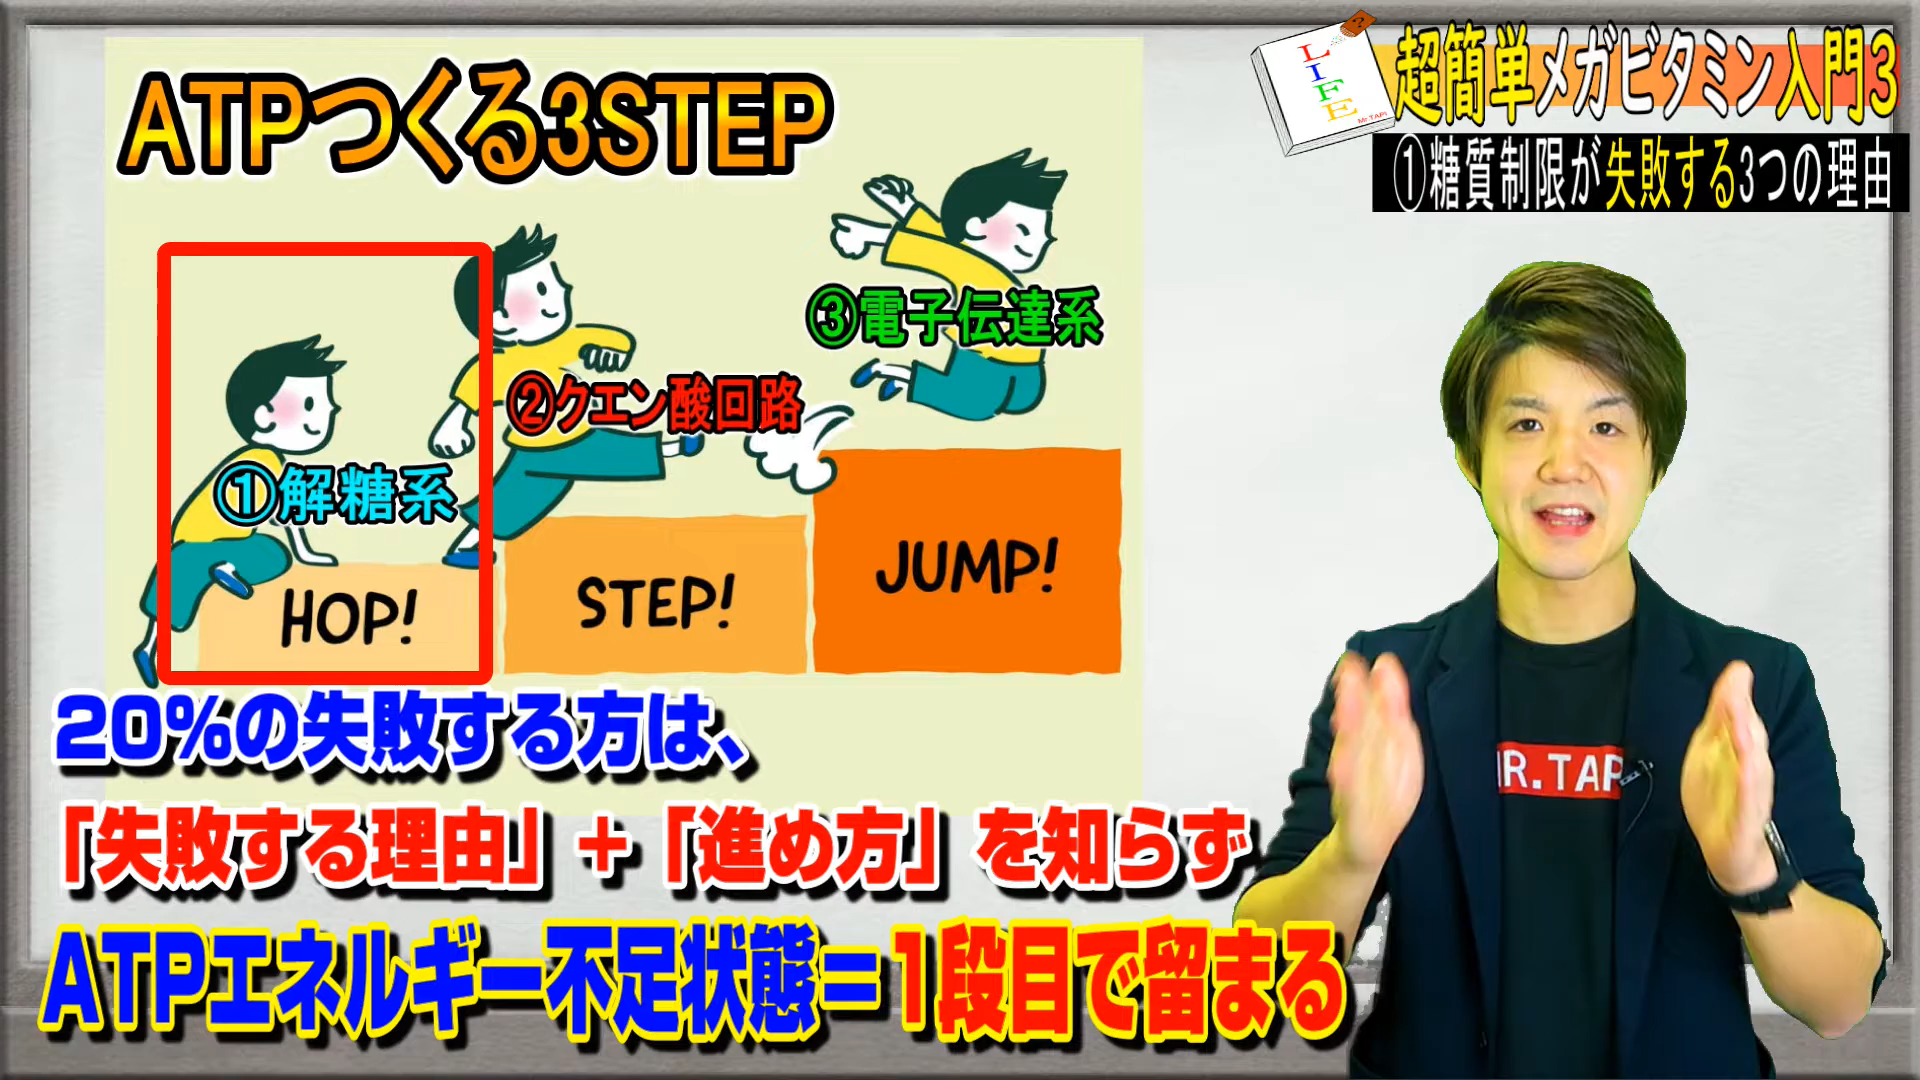 ATPつくる3STEP
LIFE
Mr TAPI
超簡単メガビタミン入門3
①糖質制限が失敗する3つの理由
①解糖系
②クエン酸回路
③電子伝達系
HOP!
STEP!
JUMP!
MR.TAP
20%の失敗する方は、
「失敗する理由」+「進め方」を知らず
ATPエネルギー不足状態=1段目で留まる